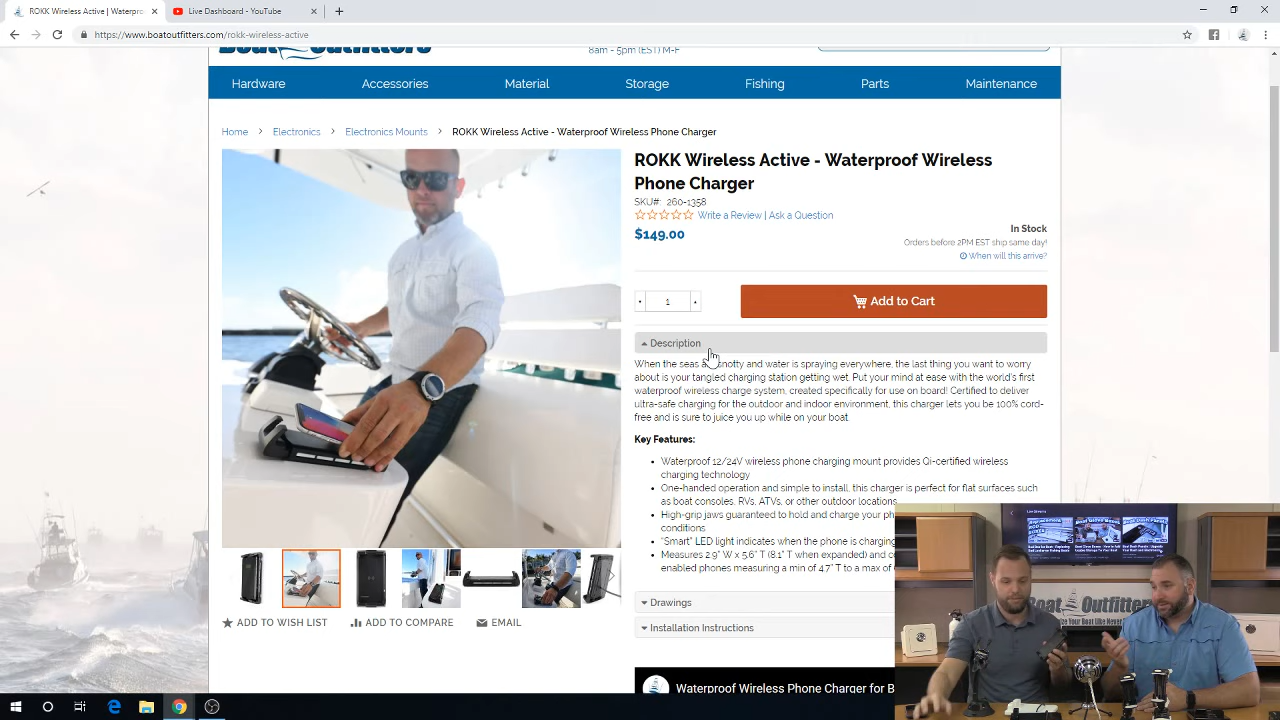 ROKK Wireless Active | Waterpro
Live Dashboard - YouTube
https://www.boatoutfitters.com/rokk-wireless-active
Boat Outfitters
8am - 5pm (EST) M-F
Hardware
Accessories
Material
Storage
Fishing
Parts
Maintenance
Home > Electronics > Electronics Mounts > ROKK Wireless Active - Waterproof Wireless Phone Charger
ROKK Wireless Active - Waterproof Wireless
Phone Charger
SKU#: 260-1358
Write a Review | Ask a Question
$149.00
In Stock
Orders before 2PM EST ship same day!
When will this arrive?
1
Add to Cart
Description
When the seas are snotty and water is spraying everywhere, the last thing you want to worry
about is your tangled charging station getting wet. Put your mind at ease with the world's first
waterproof wireless charge system, created specifically for use on board! Certified to deliver
ultra-safe charging for the outdoor and indoor environment, this charger lets you be 100% cord-
free and is sure to juice you up while on your boat.
Key Features:
Waterproof 12/24V wireless phone charging mount provides Qi-certified wireless
charging technology
One-handed operation and simple to install, this charger is perfect for flat surfaces such
as boat consoles, RVs, ATVs, or other outdoor locations
High-grip jaws guaranteed to hold and charge your ph
conditions
"Smart" LED light indicates when the phone is charging
Measures 2.9" W x 5.6" T (8.1" when expanded) and c
enabled phones measuring a min of 4.7" T to a max o
Drawings
Installation Instructions
ADD TO WISH LIST
ADD TO COMPARE
EMAIL
Waterproof Wireless Phone Charger for B
Boat Outfitters